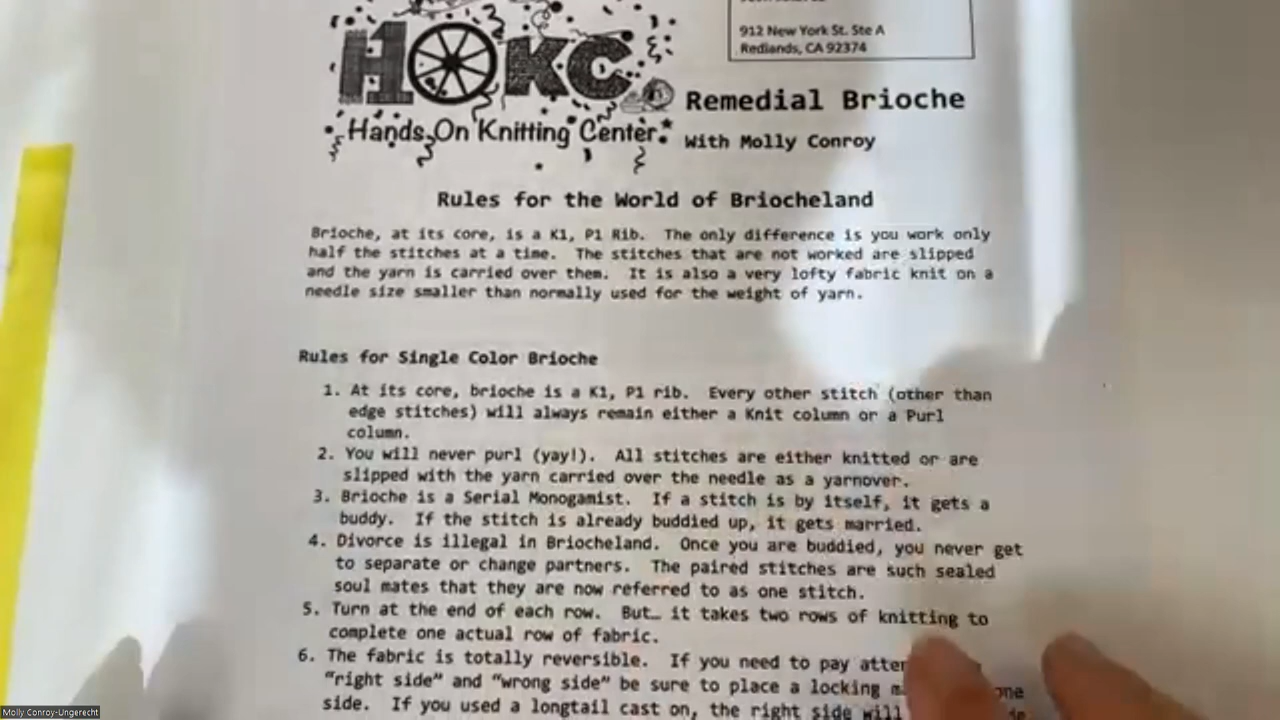 912 New York St. Ste A
Redlands, CA 92374
HOKC
Hands On Knitting Center
Remedial Brioche
With Molly Conroy
Rules for the World of Briocheland
Brioche, at its core, is a K1, P1 Rib. The only difference is you work only
half the stitches at a time. The stitches that are not worked are slipped
and the yarn is carried over them. It is also a very lofty fabric knit on a
needle size smaller than normally used for the weight of yarn.
Rules for Single Color Brioche
1. At its core, brioche is a K1, P1 rib. Every other stitch (other than
edge stitches) will always remain either a Knit column or a Purl
column.
2. You will never purl (yay!). All stitches are either knitted or are
slipped with the yarn carried over the needle as a yarnover.
3. Brioche is a Serial Monogamist. If a stitch is by itself, it gets a
buddy. If the stitch is already buddied up, it gets married.
4. Divorce is illegal in Briocheland. Once you are buddied, you never get
to separate or change partners. The paired stitches are such sealed
soul mates that they are now referred to as one stitch.
5. Turn at the end of each row. But… it takes two rows of knitting to
complete one actual row of fabric.
6. The fabric is totally reversible. If you need to pay
“right side” and “wrong side” be sure to place a locking one
side. If you used a longtail cast on, the right side will
Molly Conroy-Ungerecht